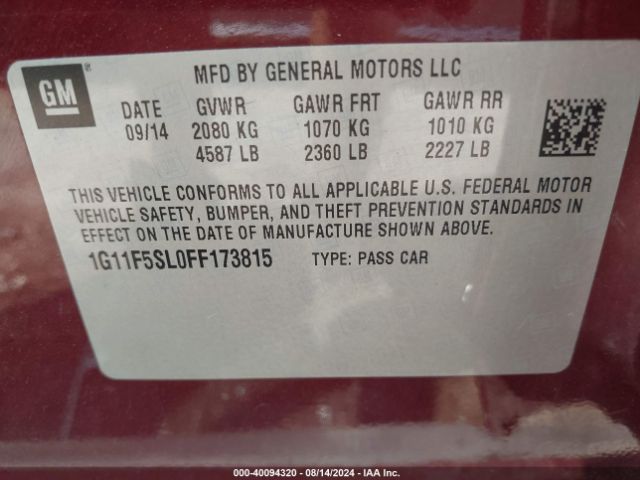 GM®
MFD BY GENERAL MOTORS LLC
DATE GVWR GAWR FRT GAWR RR
09/14 2080 KG 1070 KG 1010 KG
4587 LB 2360 LB 2227 LB
THIS VEHICLE CONFORMS TO ALL APPLICABLE U.S. FEDERAL MOTOR
VEHICLE SAFETY, BUMPER, AND THEFT PREVENTION STANDARDS IN
EFFECT ON THE DATE OF MANUFACTURE SHOWN ABOVE.
1G11F5SL0FF173815 TYPE: PASS CAR
000-40094320 - 08/14/2024 - IAA Inc.